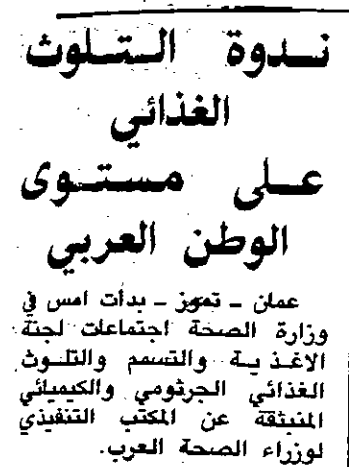 ندوة التلوث
الغذائي
على مستوى
الوطن العربي
عمان ـ تموز ـ بدأت امس في
وزارة الصحة اجتماعات لجنة
الاغذية والتسمم والتلوث
الغذائي الجرثومي والكيميائي
المنبثقة عن المكتب التنفيذي
لوزراء الصحة العرب.